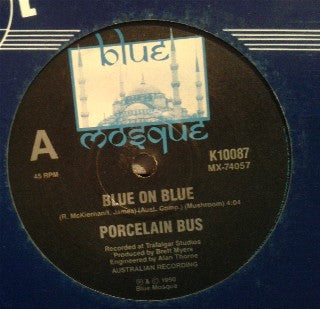 blue
mosque
A
45 RPM
K10087
MX-74057
BLUE ON BLUE
(R. McKiernan/I. James) (Aust. Comp.) (Mushroom) 4:04
PORCELAIN BUS
Recorded at Trafalgar Studios
Produced by Brett Myers
Engineered by Alan Thorne
AUSTRALIAN RECORDING
Ⓟ & © 1990
Blue Mosque